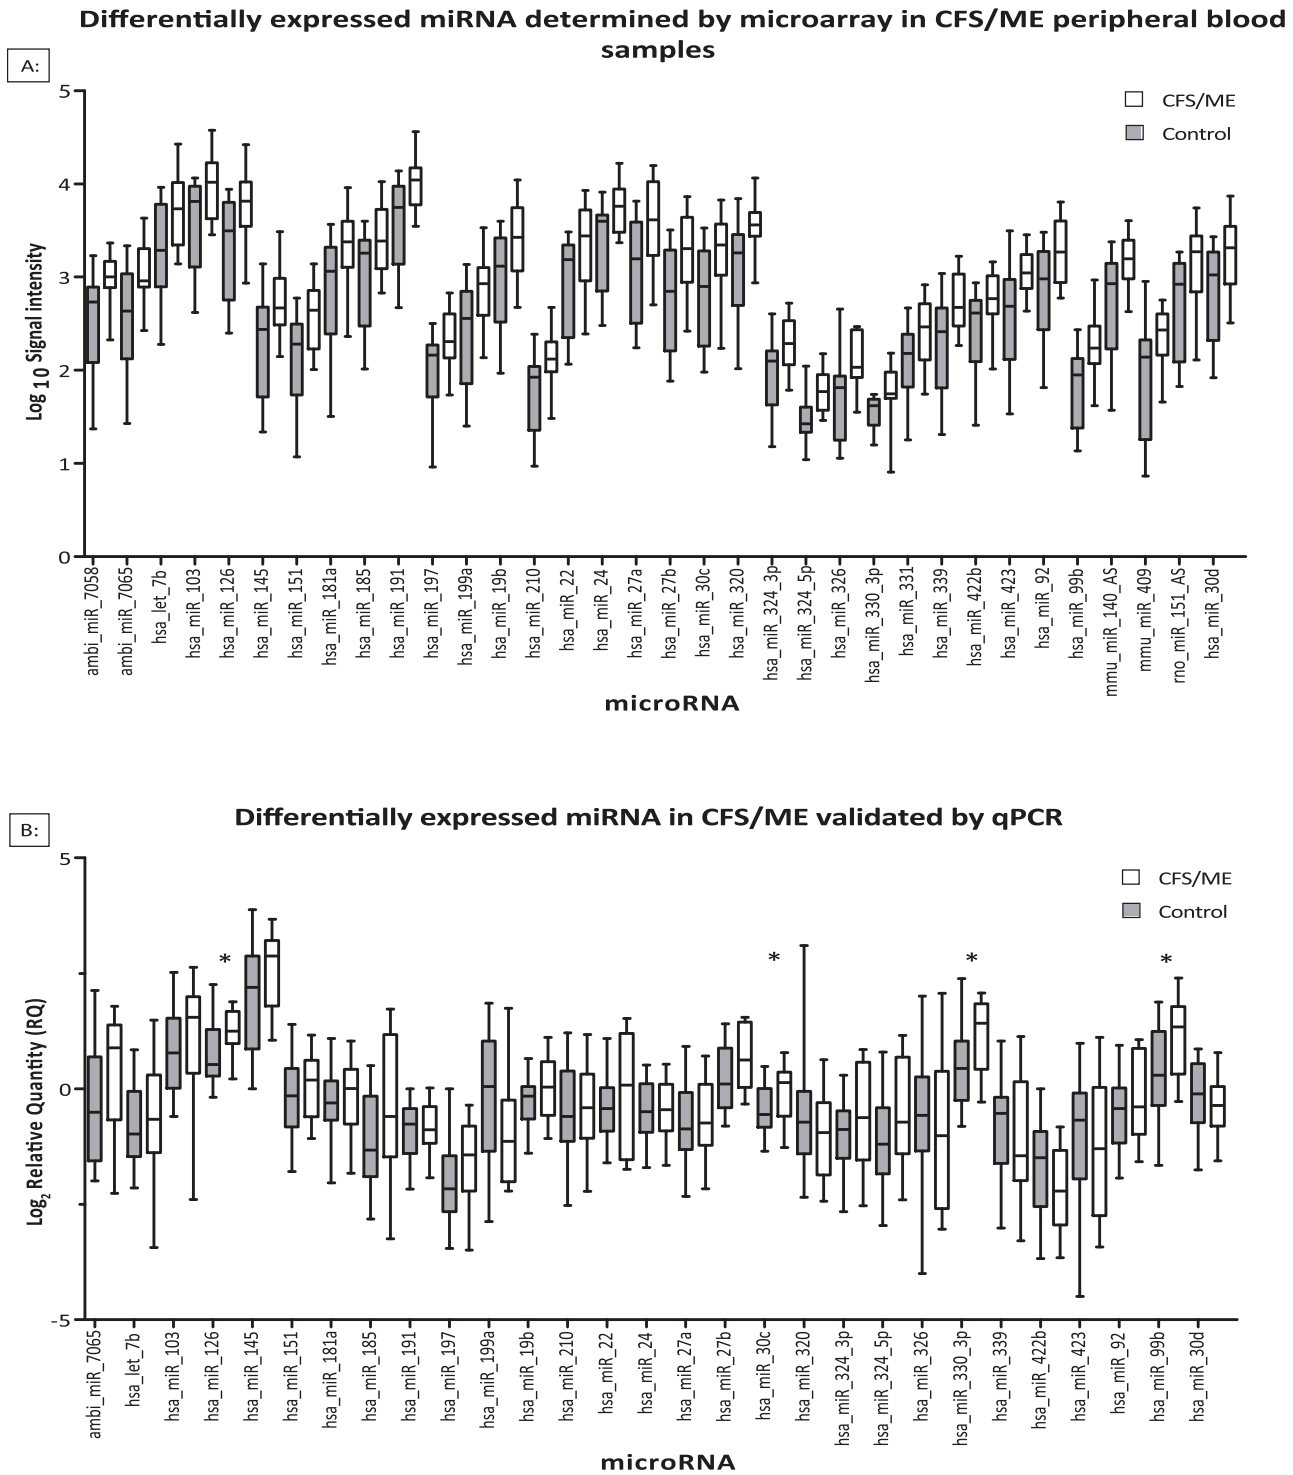 Differentially expressed miRNA determined by microarray in CFS/ME peripheral blood
samples
A:
5
4
3
2
1
0
Log 10 Signal intensity
CFS/ME
Control
ambi_miR_7058
ambi_miR_7065
hsa_let_7b
hsa_miR_103
hsa_miR_126
hsa_miR_145
hsa_miR_151
hsa_miR_181a
hsa_miR_185
hsa_miR_191
hsa_miR_197
hsa_miR_199a
hsa_miR_19b
hsa_miR_210
hsa_miR_22
hsa_miR_24
hsa_miR_27a
hsa_miR_27b
hsa_miR_30c
hsa_miR_320
hsa_miR_324_3p
hsa_miR_324_5p
hsa_miR_326
hsa_miR_330_3p
hsa_miR_331
hsa_miR_339
hsa_miR_422b
hsa_miR_423
hsa_miR_92
hsa_miR_99b
mmu_miR_140_AS
mmu_miR_409
rno_miR_151_AS
hsa_miR_30d
microRNA
Differentially expressed miRNA in CFS/ME validated by qPCR
B:
5
0
-5
Log2 Relative Quantity (RQ)
CFS/ME
Control
*
*
*
*
ambi_miR_7065
hsa_let_7b
hsa_miR_103
hsa_miR_126
hsa_miR_145
hsa_miR_151
hsa_miR_181a
hsa_miR_185
hsa_miR_191
hsa_miR_197
hsa_miR_199a
hsa_miR_19b
hsa_miR_210
hsa_miR_22
hsa_miR_24
hsa_miR_27a
hsa_miR_27b
hsa_miR_30c
hsa_miR_320
hsa_miR_324_3p
hsa_miR_324_5p
hsa_miR_326
hsa_miR_330_3p
hsa_miR_339
hsa_miR_422b
hsa_miR_423
hsa_miR_92
hsa_miR_99b
hsa_miR_30d
microRNA